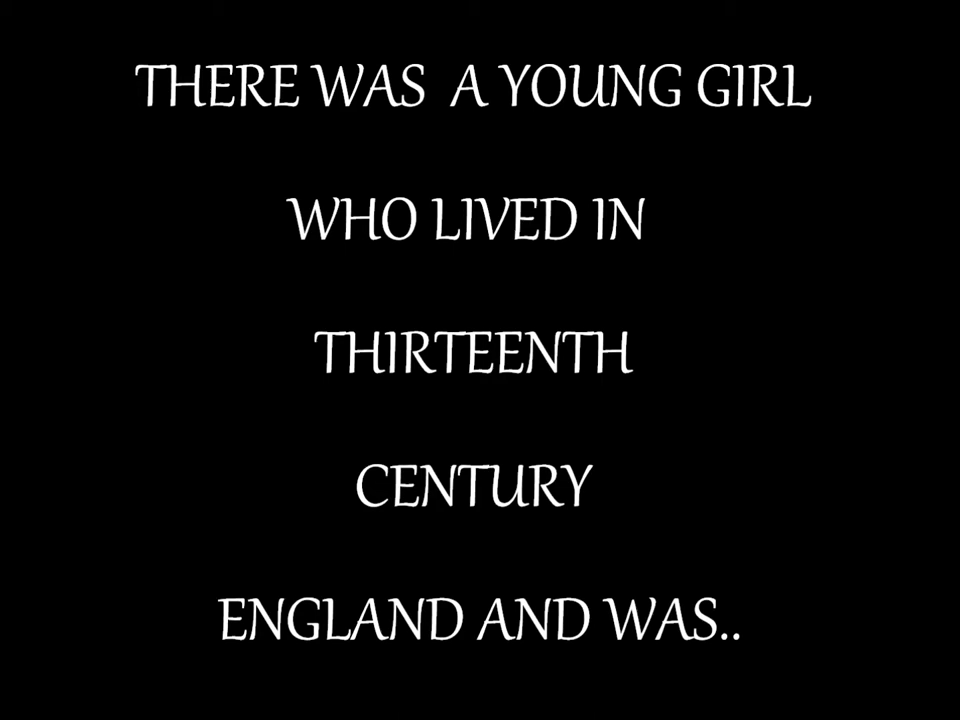 THERE WAS A YOUNG GIRL
WHO LIVED IN
THIRTEENTH
CENTURY
ENGLAND AND WAS..